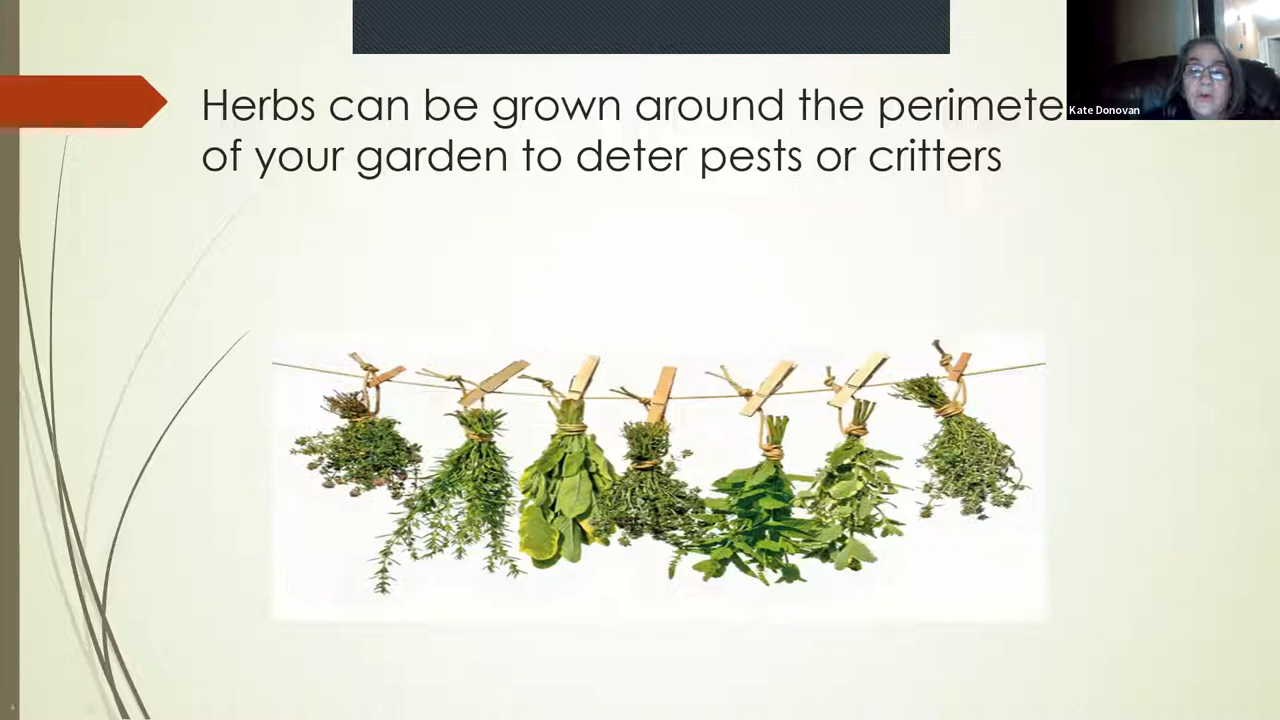 Herbs can be grown around the perimete
of your garden to deter pests or critters
Kate Donovan